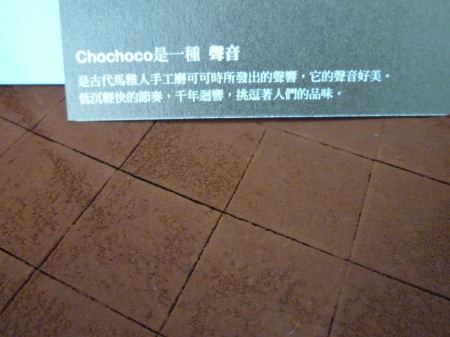 Chochoco是一種 聲音
是古代馬雅人手工磨可可時所發出的聲響，它的聲音好美。
低沉輕快的節奏，千年迴響，挑逗著人們的品味。